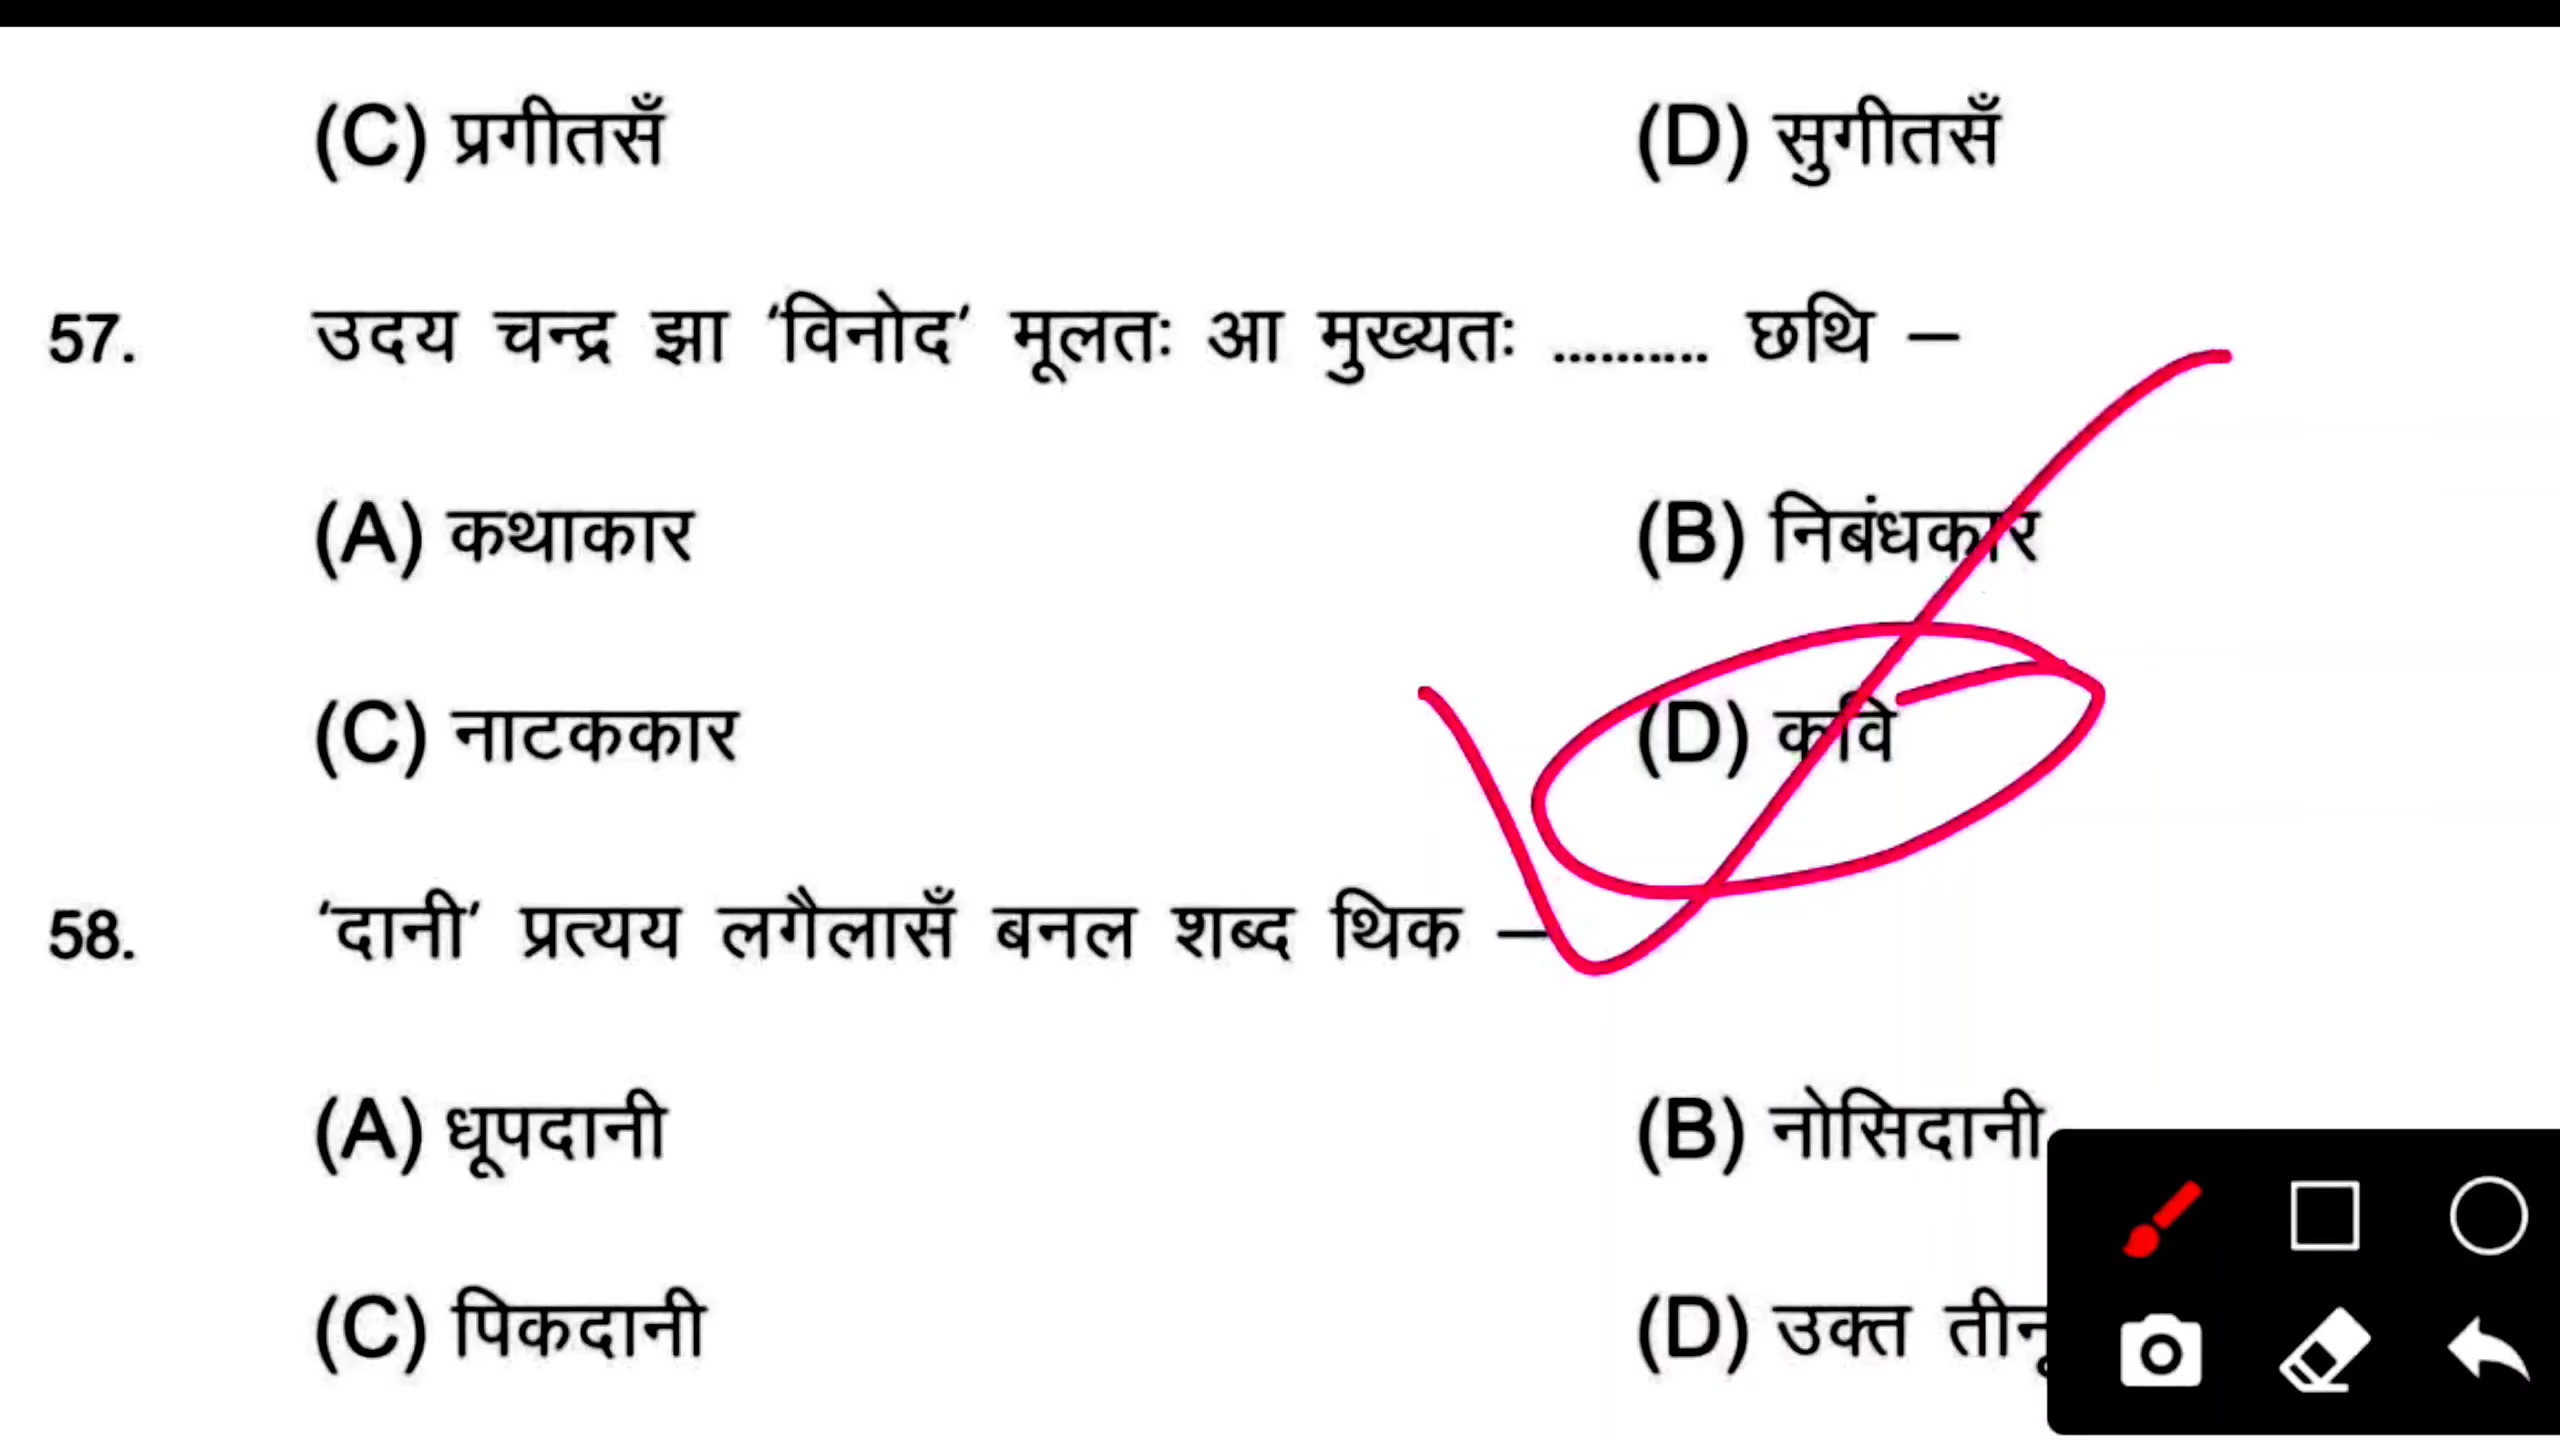 (C) प्रगीतसँ (D) सुगीतसँ
57. उदय चन्द्र झा ‘विनोद’ मूलतः आ मुख्यतः .......... छथि –
(A) कथाकार (B) निबंधकार
(C) नाटककार (D) कवि
58. ‘दानी’ प्रत्यय लगैलासँ बनल शब्द थिक –
(A) धूपदानी (B) नोसिदानी
(C) पिकदानी (D) उक्त